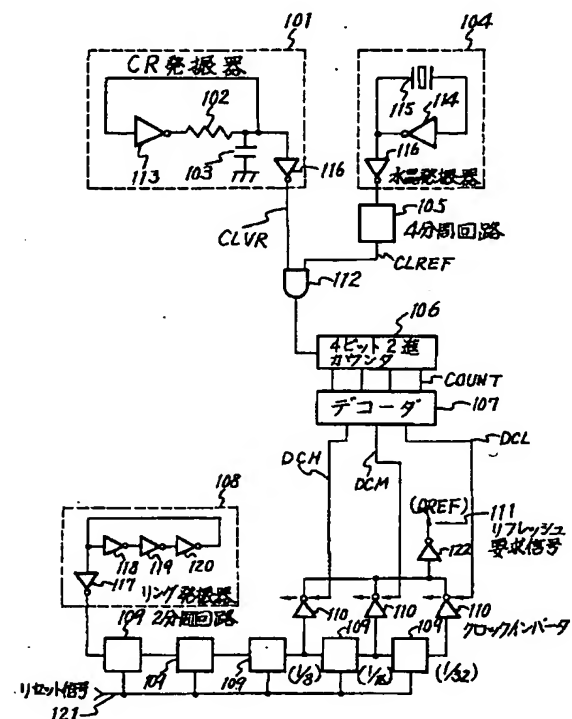 101
CR発振器
102
113
103
116
104
115
114
116
水晶発振器
105
4分周回路
CLVR
CLREF
112
106
4ビット2進
カウンタ
COUNT
デコーダ
107
DCH
DCM
DCL
108
118
119
120
117
リング発振器
(QREF)
111
リフレッシュ
要求信号
122
110
110
110
クロックインバータ
109
2分周回路
109
109
109
109
(1/8)
(1/16)
(1/32)
リセット信号
121